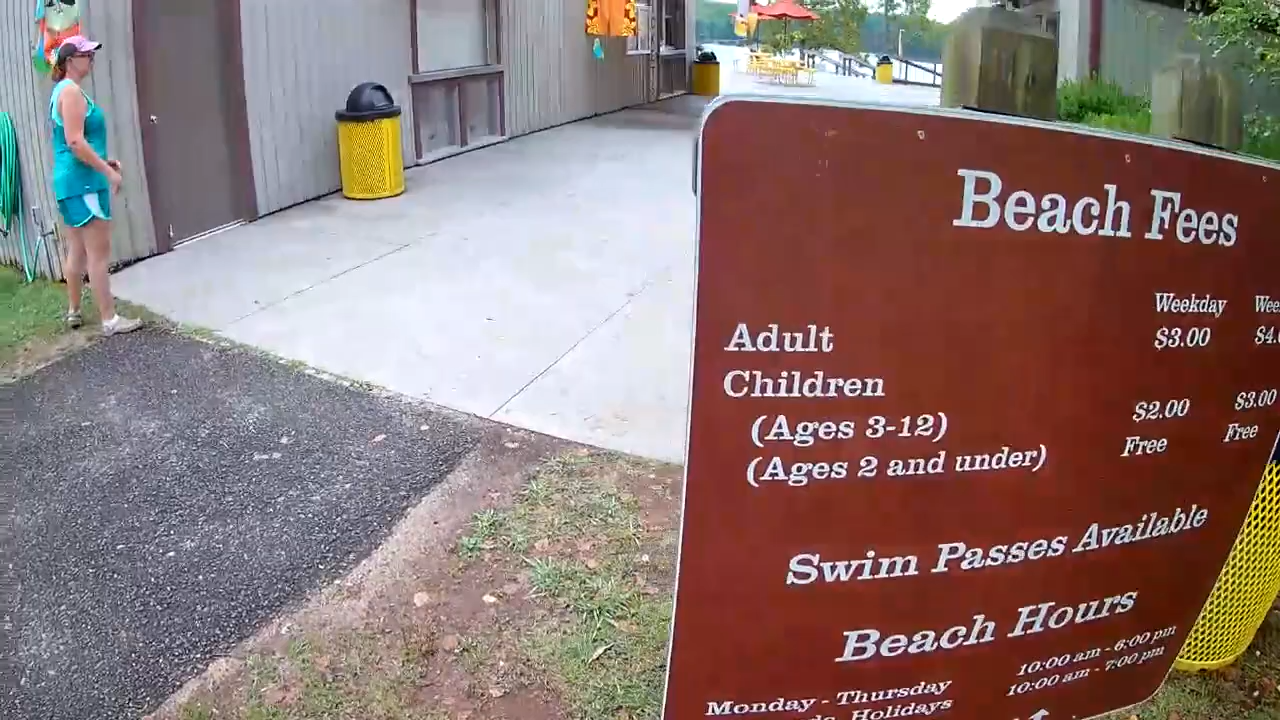 Beach Fees
Weekday
Adult $3.00
Children
(Ages 3-12) $2.00 $3.00
(Ages 2 and under) Free Free
Swim Passes Available
Beach Hours
Monday - Thursday 10:00 am - 6:00 pm
Holidays 10:00 am - 7:00 pm